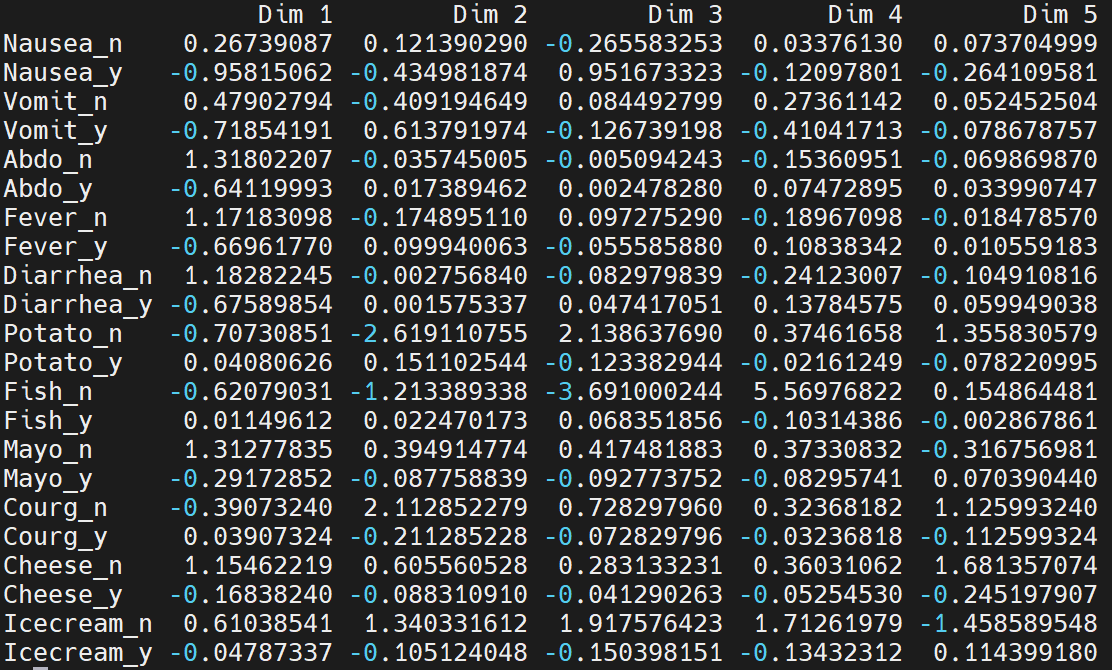 Dim 1 Dim 2 Dim 3 Dim 4 Dim 5
Nausea_n 0.26739087 0.121390290 -0.265583253 0.03376130 0.073704999
Nausea_y -0.95815062 -0.434981874 0.951673323 -0.12097801 -0.264109581
Vomit_n 0.47902794 -0.409194649 0.084492799 0.27361142 0.052452504
Vomit_y -0.71854191 0.613791974 -0.126739198 -0.41041713 -0.078678757
Abdo_n 1.31802207 -0.035745005 -0.005094243 -0.15360951 -0.069869870
Abdo_y -0.64119993 0.017389462 0.002478280 0.07472895 0.033990747
Fever_n 1.17183098 -0.174895110 0.097275290 -0.18967098 -0.018478570
Fever_y -0.66961770 0.099940063 -0.055585880 0.10838342 0.010559183
Diarrhea_n 1.18282245 -0.002756840 -0.082979839 -0.24123007 -0.104910816
Diarrhea_y -0.67589854 0.001575337 0.047417051 0.13784575 0.059949038
Potato_n -0.70730851 -2.619110755 2.138637690 0.37461658 1.355830579
Potato_y 0.04080626 0.151102544 -0.123382944 -0.02161249 -0.078220995
Fish_n -0.62079031 -1.213389338 -3.691000244 5.56976822 0.154864481
Fish_y 0.01149612 0.022470173 0.068351856 -0.10314386 -0.002867861
Mayo_n 1.31277835 0.394914774 0.417481883 0.37330832 -0.316756981
Mayo_y -0.29172852 -0.087758839 -0.092773752 -0.08295741 0.070390440
Courg_n -0.39073240 2.112852279 0.728297960 0.32368182 1.125993240
Courg_y 0.03907324 -0.211285228 -0.072829796 -0.03236818 -0.112599324
Cheese_n 1.15462219 0.605560528 0.283133231 0.36031062 1.681357074
Cheese_y -0.16838240 -0.088310910 -0.041290263 -0.05254530 -0.245197907
Icecream_n 0.61038541 1.340331612 1.917576423 1.71261979 -1.458589548
Icecream_y -0.04787337 -0.105124048 -0.150398151 -0.13432312 0.114399180